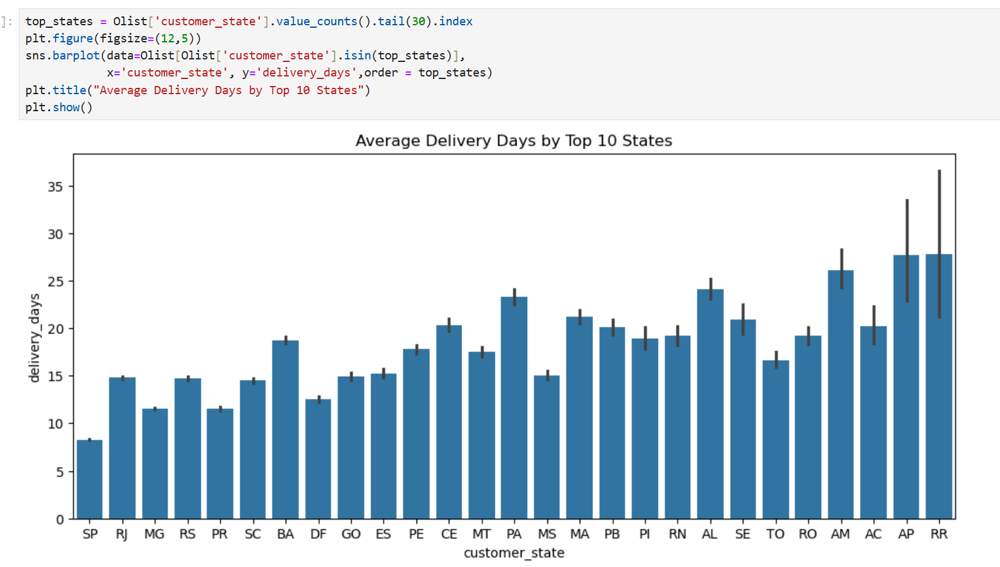 ]:
top_states = Olist['customer_state'].value_counts().tail(30).index
plt.figure(figsize=(12,5))
sns.barplot(data=Olist[Olist['customer_state'].isin(top_states)],
            x='customer_state', y='delivery_days',order = top_states)
plt.title("Average Delivery Days by Top 10 States")
plt.show()
Average Delivery Days by Top 10 States
35
30
25
20
15
10
5
0
delivery_days
SP RJ MG RS PR SC BA DF GO ES PE CE MT PA MS MA PB PI RN AL SE TO RO AM AC AP RR
customer_state